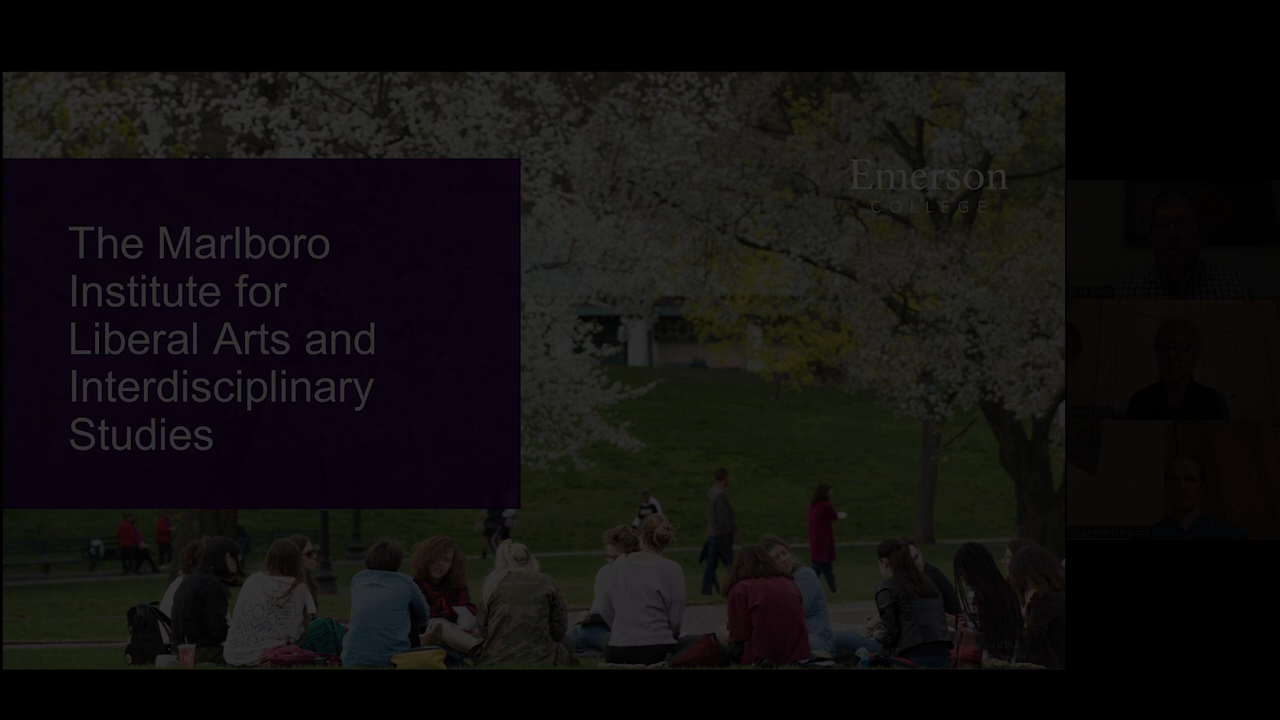 The Marlboro
Institute for
Liberal Arts and
Interdisciplinary
Studies
Emerson
COLLEGE